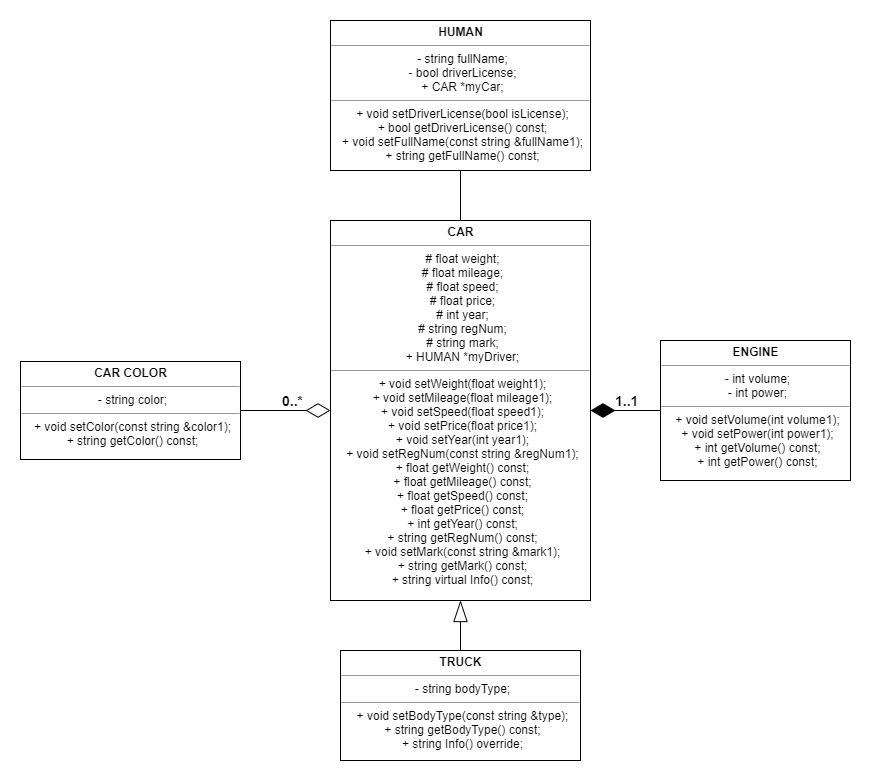 HUMAN
- string fullName;
- bool driverLicense;
+ CAR *myCar;
+ void setDriverLicense(bool isLicense);
+ bool getDriverLicense() const;
+ void setFullName(const string &fullName1);
+ string getFullName() const;
CAR
# float weight;
# float mileage;
# float speed;
# float price;
# int year;
# string regNum;
# string mark;
+ HUMAN *myDriver;
+ void setWeight(float weight1);
+ void setMileage(float mileage1);
+ void setSpeed(float speed1);
+ void setPrice(float price1);
+ void setYear(int year1);
+ void setRegNum(const string &regNum1);
+ float getWeight() const;
+ float getMileage() const;
+ float getSpeed() const;
+ float getPrice() const;
+ int getYear() const;
+ string getRegNum() const;
+ void setMark(const string &mark1);
+ string getMark() const;
+ string virtual Info() const;
CAR COLOR
- string color;
+ void setColor(const string &color1);
+ string getColor() const;
0..*
1..1
ENGINE
- int volume;
- int power;
+ void setVolume(int volume1);
+ void setPower(int power1);
+ int getVolume() const;
+ int getPower() const;
TRUCK
- string bodyType;
+ void setBodyType(const string &type);
+ string getBodyType() const;
+ string Info() override;